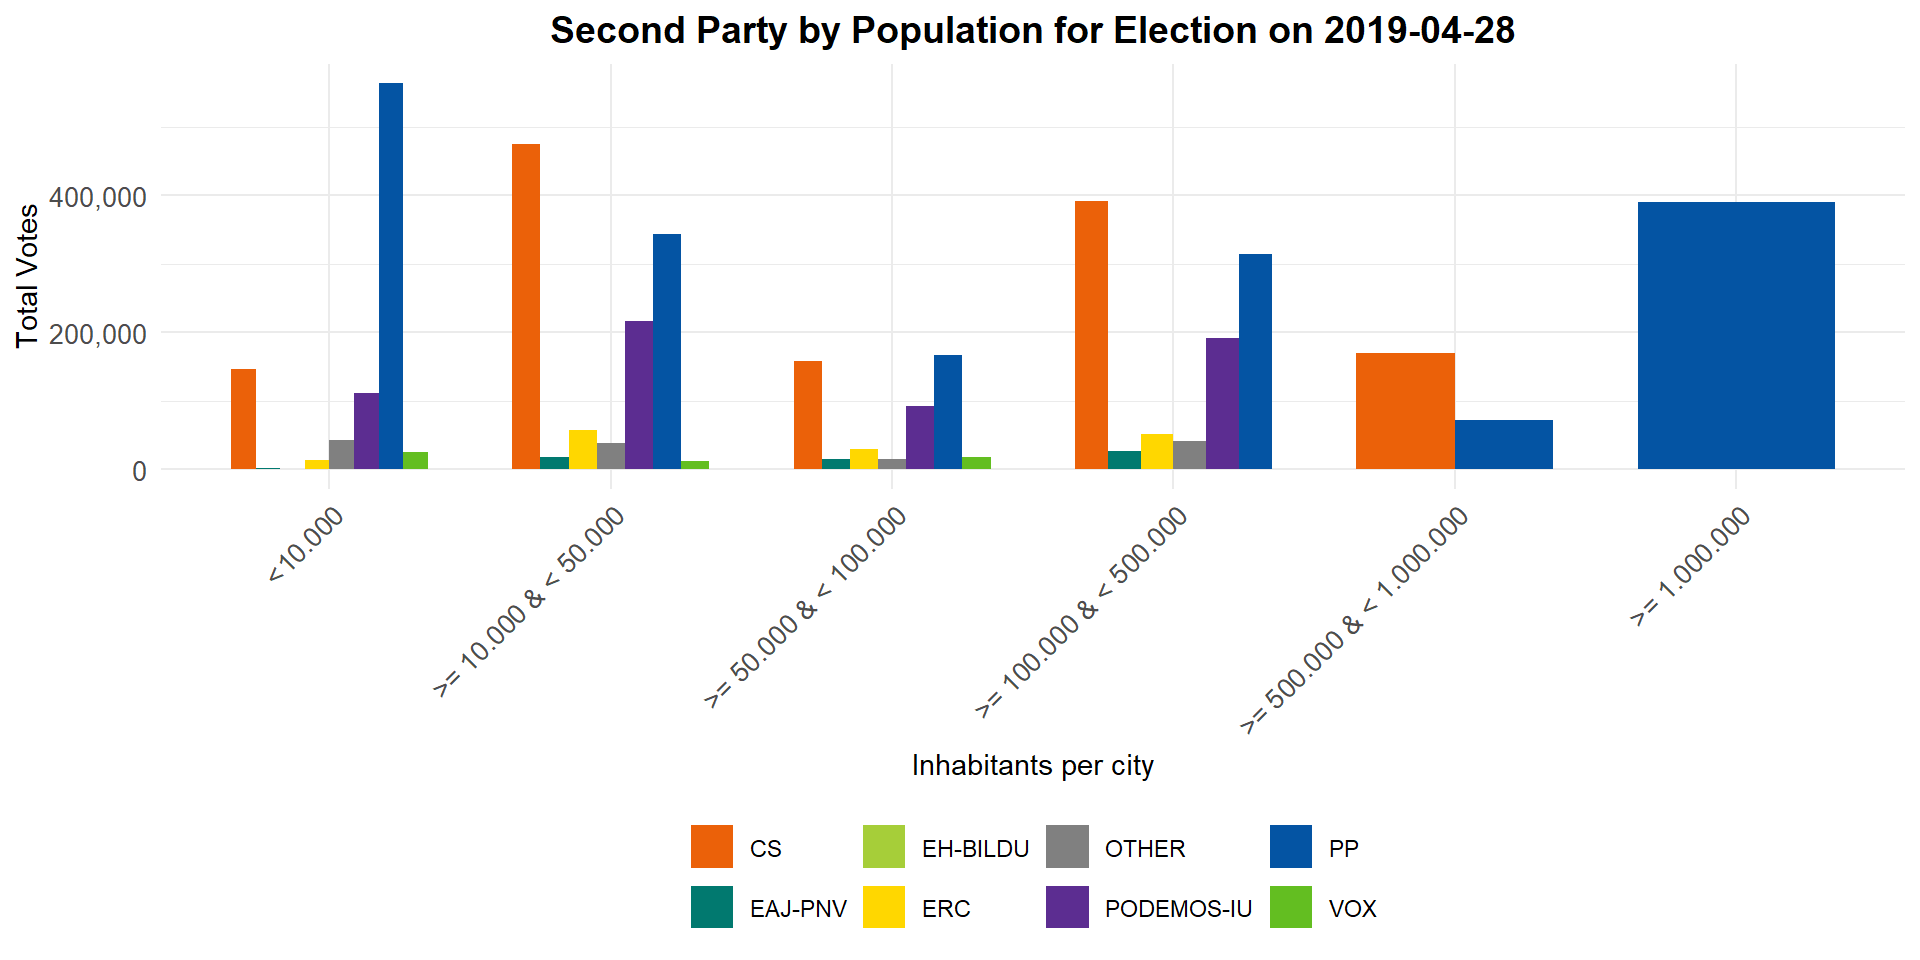 Second Party by Population for Election on 2019-04-28
Total Votes
400,000
200,000
0
<10.000
>= 10.000 & < 50.000
>= 50.000 & < 100.000
>= 100.000 & < 500.000
>= 500.000 & < 1.000.000
>= 1.000.000
Inhabitants per city
CS
EH-BILDU
OTHER
PP
EAJ-PNV
ERC
PODEMOS-IU
VOX